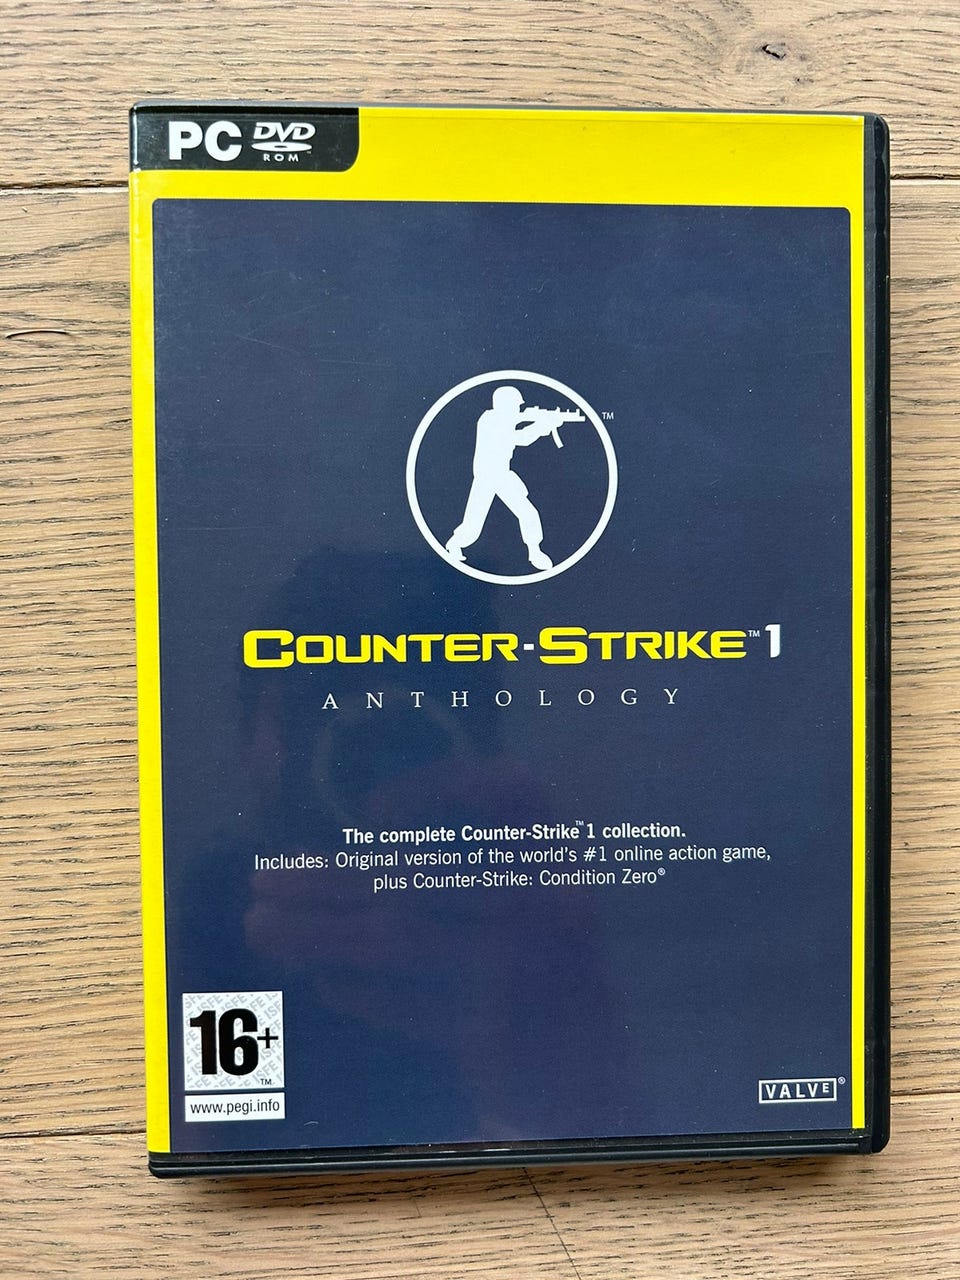 PC DVD
ROM™
™
COUNTER-STRIKE™ 1
ANTHOLOGY
The complete Counter-Strike™ 1 collection.
Includes: Original version of the world's #1 online action game,
plus Counter-Strike: Condition Zero®
16+
™
www.pegi.info
VALVE®